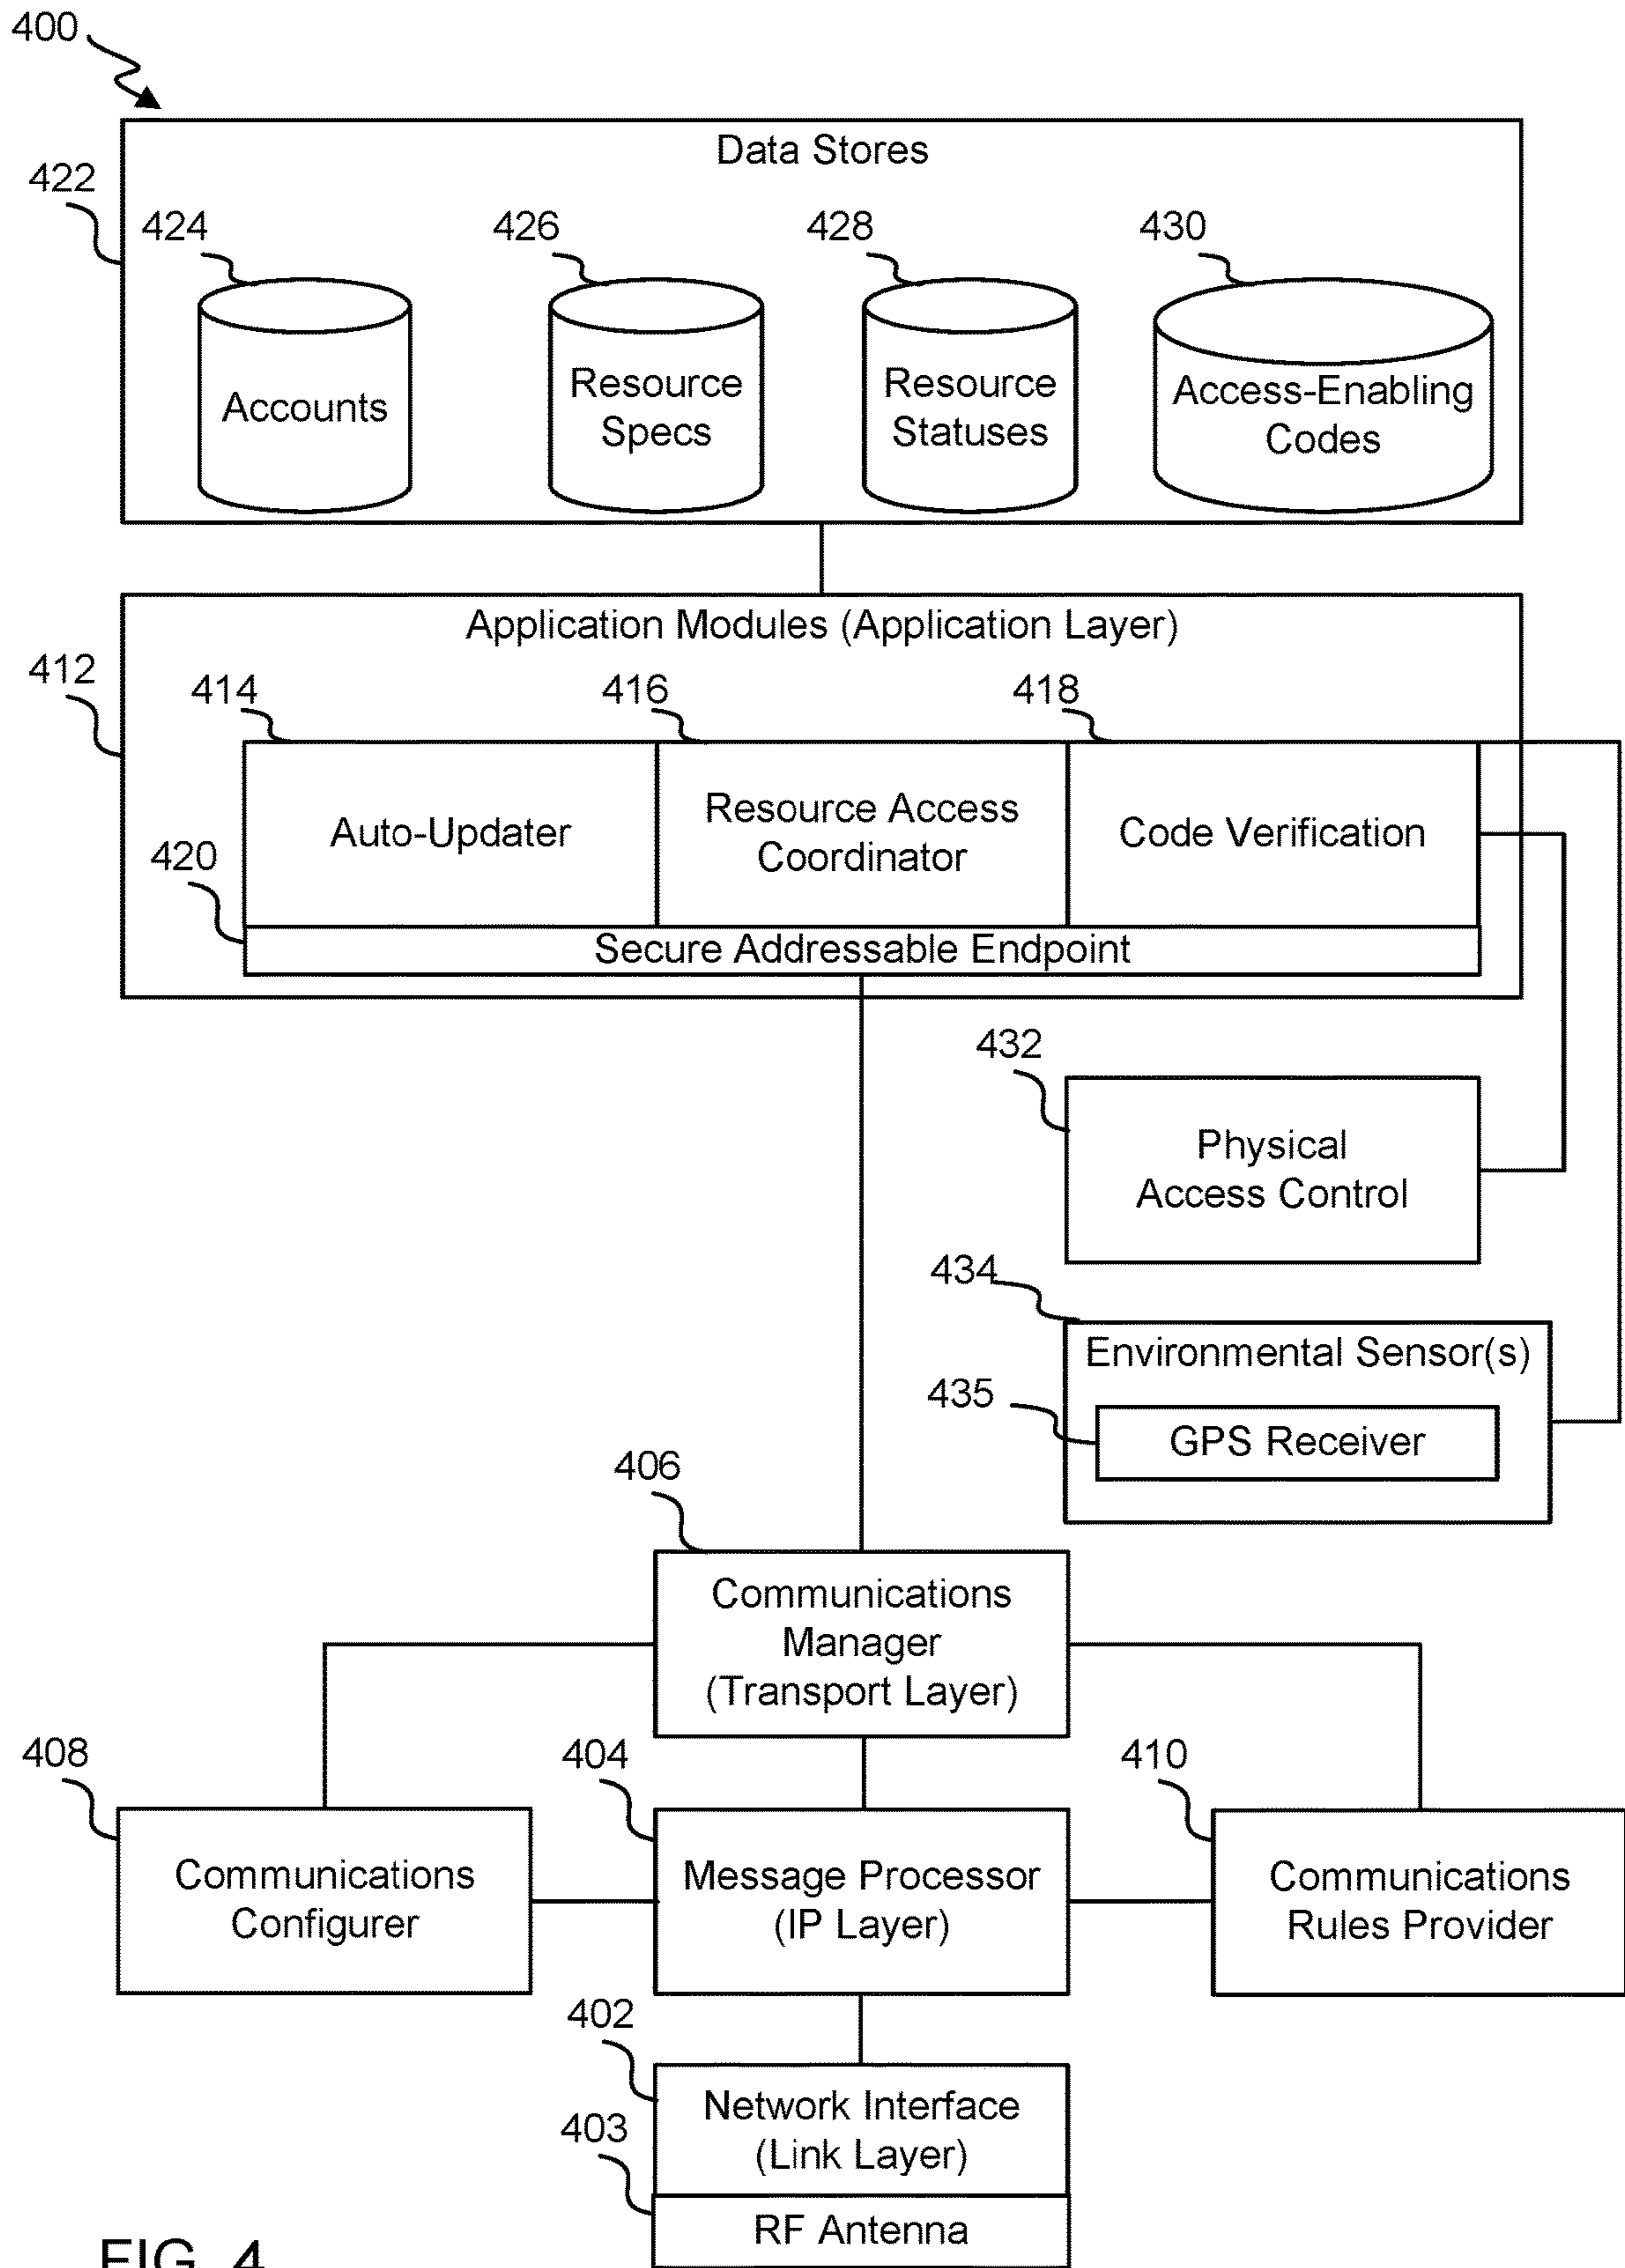 400
Data Stores
422
424
426
428
430
Accounts
Resource
Specs
Resource
Statuses
Access-Enabling
Codes
Application Modules (Application Layer)
412
414
416
418
Auto-Updater
Resource Access
Coordinator
Code Verification
420
Secure Addressable Endpoint
432
Physical
Access Control
434
Environmental Sensor(s)
435
GPS Receiver
406
Communications
Manager
(Transport Layer)
408
404
410
Communications
Configurer
Message Processor
(IP Layer)
Communications
Rules Provider
402
Network Interface
(Link Layer)
403
RF Antenna
FIG. 4